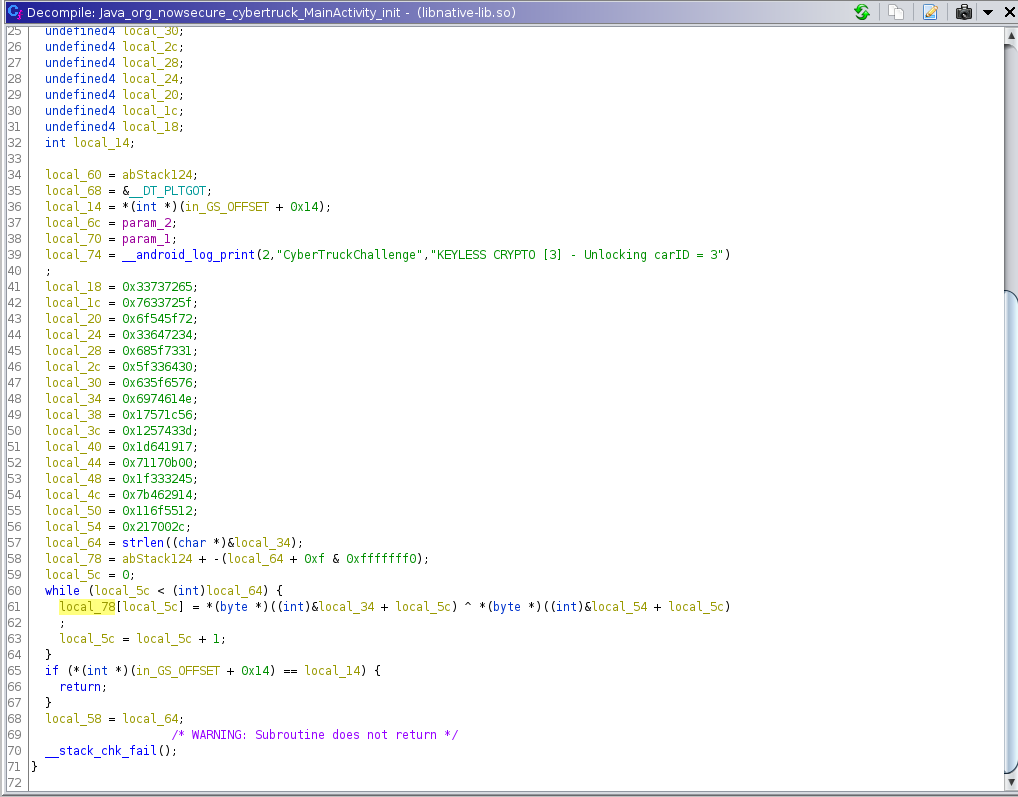 Decompile: Java_org_nowsecure_cybertruck_MainActivity_init - (libnative-lib.so)
25 undefined4 local_30;
26 undefined4 local_2c;
27 undefined4 local_28;
28 undefined4 local_24;
29 undefined4 local_20;
30 undefined4 local_1c;
31 undefined4 local_18;
32 int local_14;
33
34 local_60 = abStack124;
35 local_68 = &__DT_PLTGOT;
36 local_14 = *(int *)(in_GS_OFFSET + 0x14);
37 local_6c = param_2;
38 local_70 = param_1;
39 local_74 = __android_log_print(2,"CyberTruckChallenge","KEYLESS CRYPTO [3] - Unlocking carID = 3")
40 ;
41 local_18 = 0x33737265;
42 local_1c = 0x7633725f;
43 local_20 = 0x6f545f72;
44 local_24 = 0x33647234;
45 local_28 = 0x685f7331;
46 local_2c = 0x5f336430;
47 local_30 = 0x635f6576;
48 local_34 = 0x6974614e;
49 local_38 = 0x17571c56;
50 local_3c = 0x1257433d;
51 local_40 = 0x1d641917;
52 local_44 = 0x71170b00;
53 local_48 = 0x1f333245;
54 local_4c = 0x7b462914;
55 local_50 = 0x116f5512;
56 local_54 = 0x217002c;
57 local_64 = strlen((char *)&local_34);
58 local_78 = abStack124 + -(local_64 + 0xf & 0xfffffff0);
59 local_5c = 0;
60 while (local_5c < (int)local_64) {
61 local_78[local_5c] = *(byte *)((int)&local_34 + local_5c) ^ *(byte *)((int)&local_54 + local_5c)
62 ;
63 local_5c = local_5c + 1;
64 }
65 if (*(int *)(in_GS_OFFSET + 0x14) == local_14) {
66 return;
67 }
68 local_58 = local_64;
69 /* WARNING: Subroutine does not return */
70 __stack_chk_fail();
71 }
72